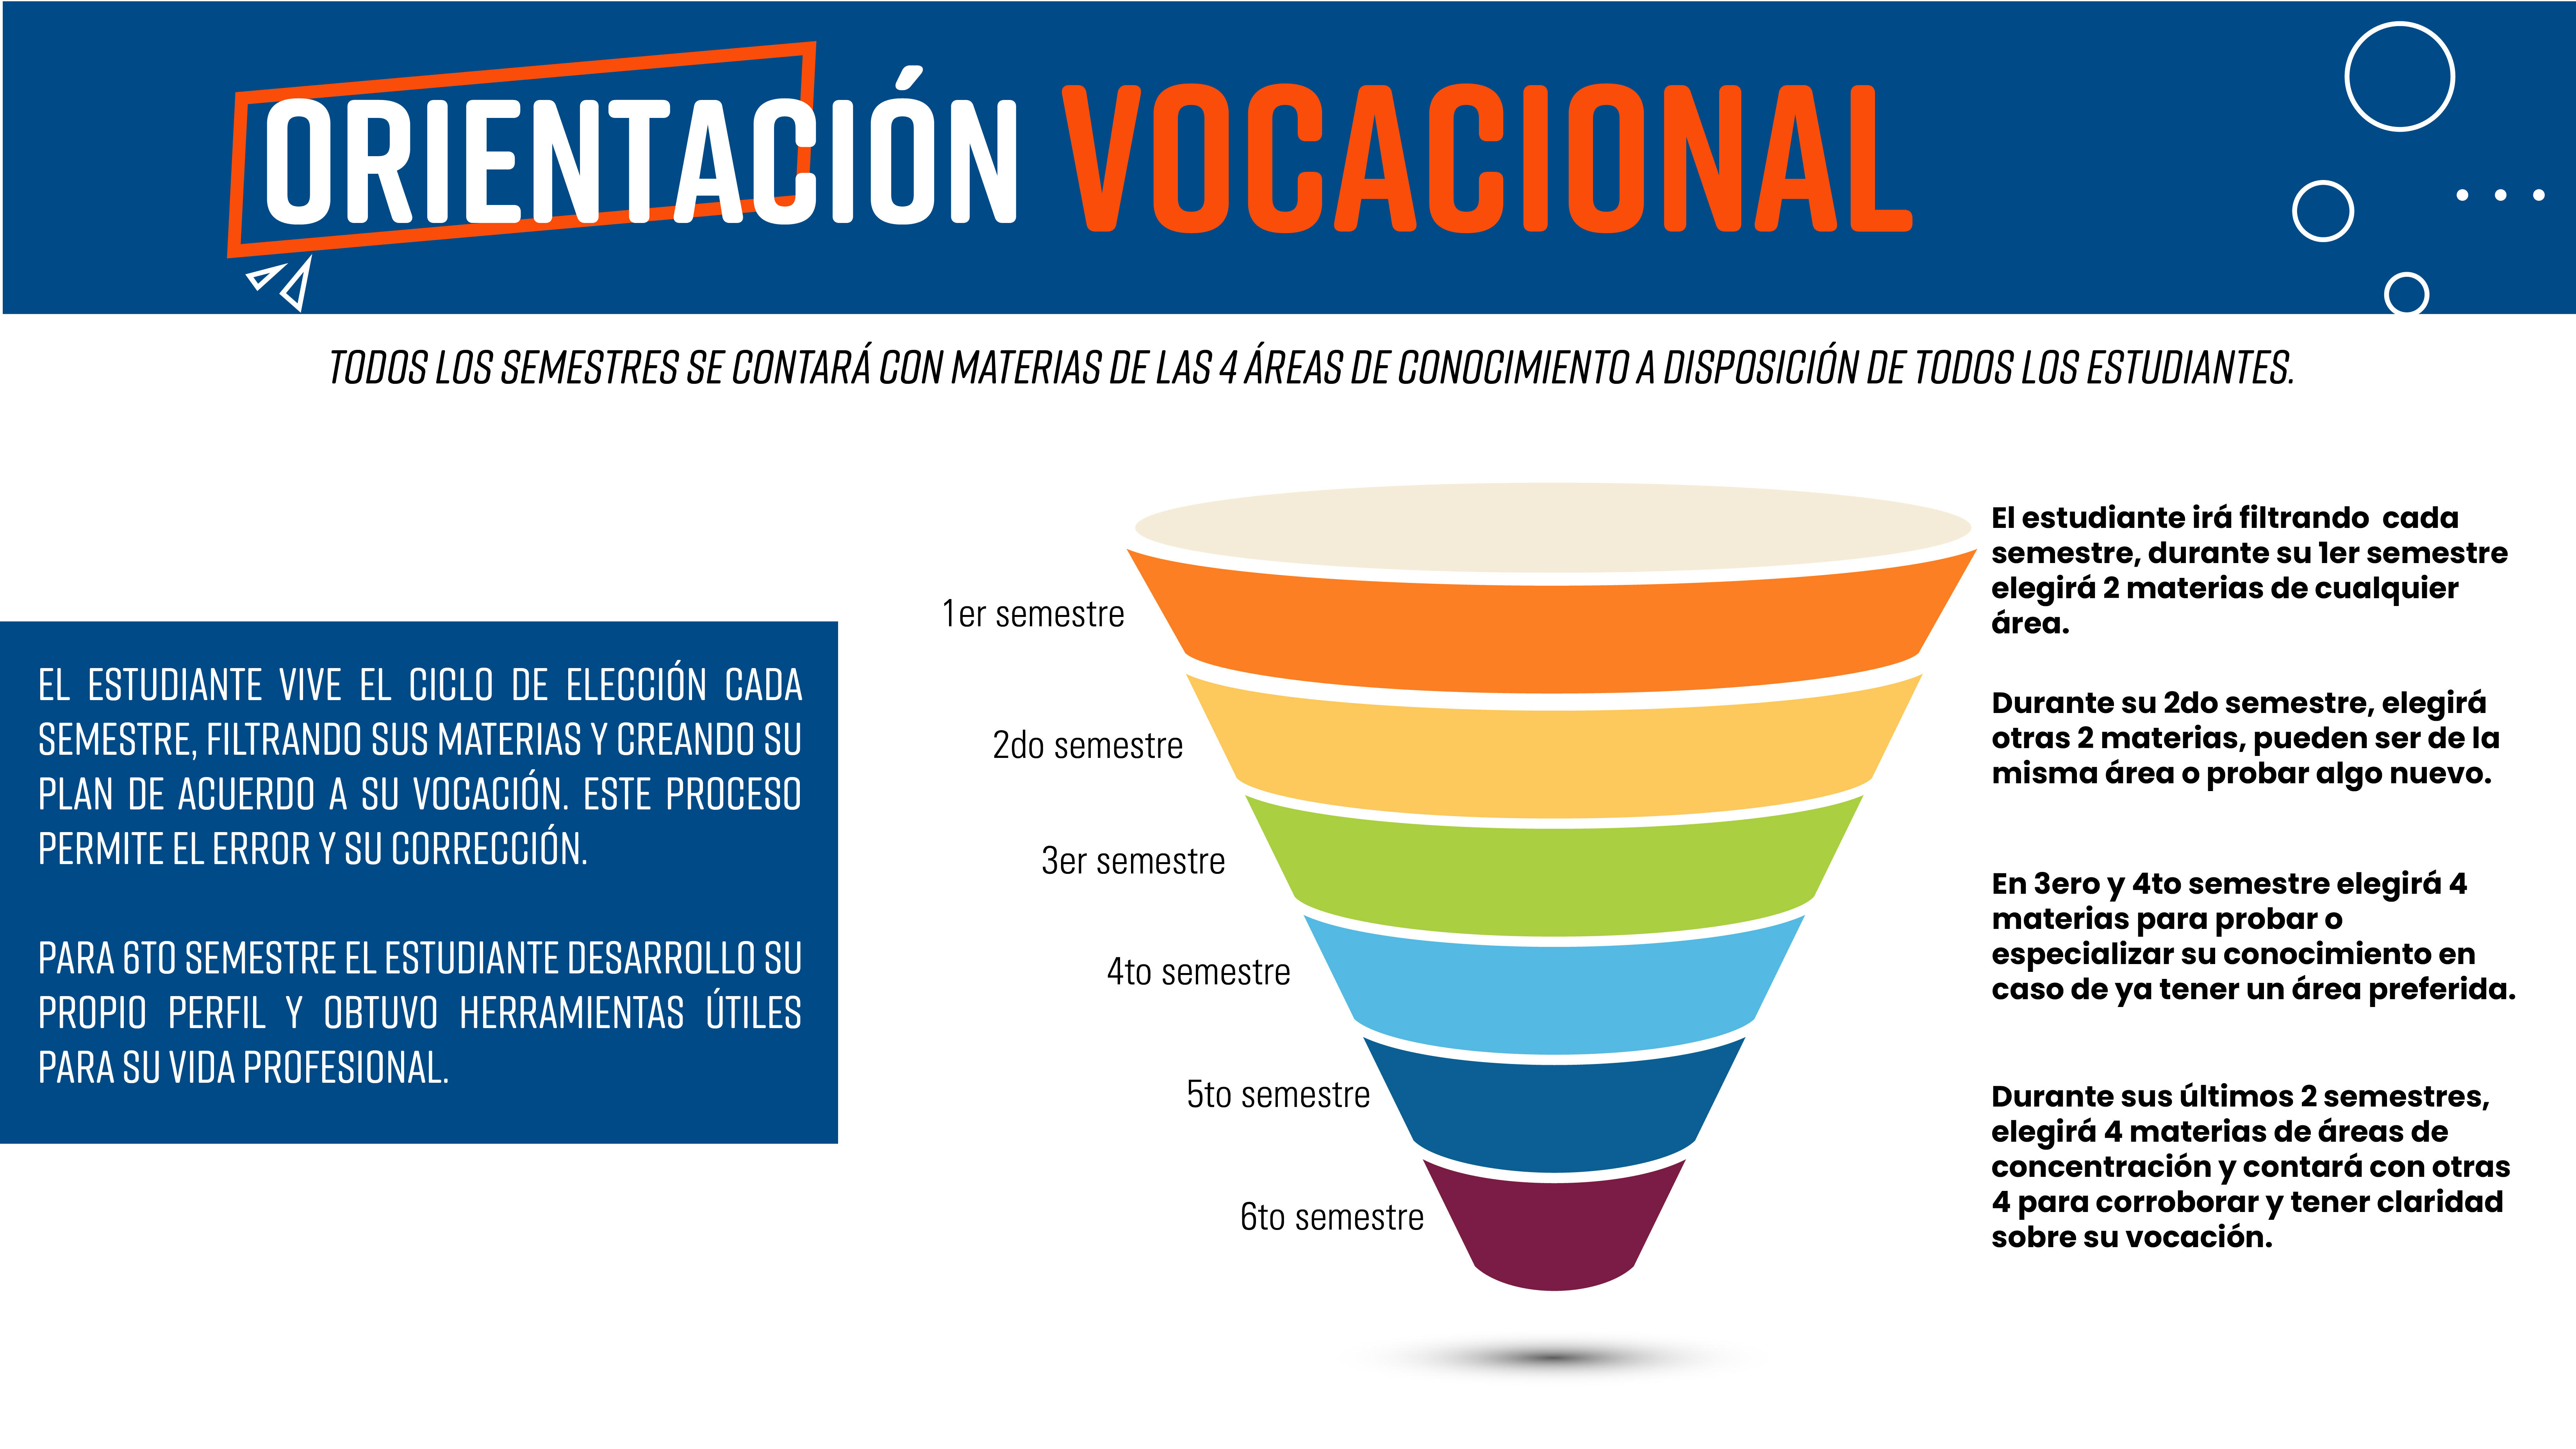 ORIENTACIÓN VOCACIONAL
TODOS LOS SEMESTRES SE CONTARÁ CON MATERIAS DE LAS 4 ÁREAS DE CONOCIMIENTO A DISPOSICIÓN DE TODOS LOS ESTUDIANTES.
EL ESTUDIANTE VIVE EL CICLO DE ELECCIÓN CADA
SEMESTRE, FILTRANDO SUS MATERIAS Y CREANDO SU
PLAN DE ACUERDO A SU VOCACIÓN. ESTE PROCESO
PERMITE EL ERROR Y SU CORRECCIÓN.
PARA 6TO SEMESTRE EL ESTUDIANTE DESARROLLO SU
PROPIO PERFIL Y OBTUVO HERRAMIENTAS ÚTILES
PARA SU VIDA PROFESIONAL.
1er semestre
2do semestre
3er semestre
4to semestre
5to semestre
6to semestre
El estudiante irá filtrando cada
semestre, durante su 1er semestre
elegirá 2 materias de cualquier
área.
Durante su 2do semestre, elegirá
otras 2 materias, pueden ser de la
misma área o probar algo nuevo.
En 3ero y 4to semestre elegirá 4
materias para probar o
especializar su conocimiento en
caso de ya tener un área preferida.
Durante sus últimos 2 semestres,
elegirá 4 materias de áreas de
concentración y contará con otras
4 para corroborar y tener claridad
sobre su vocación.